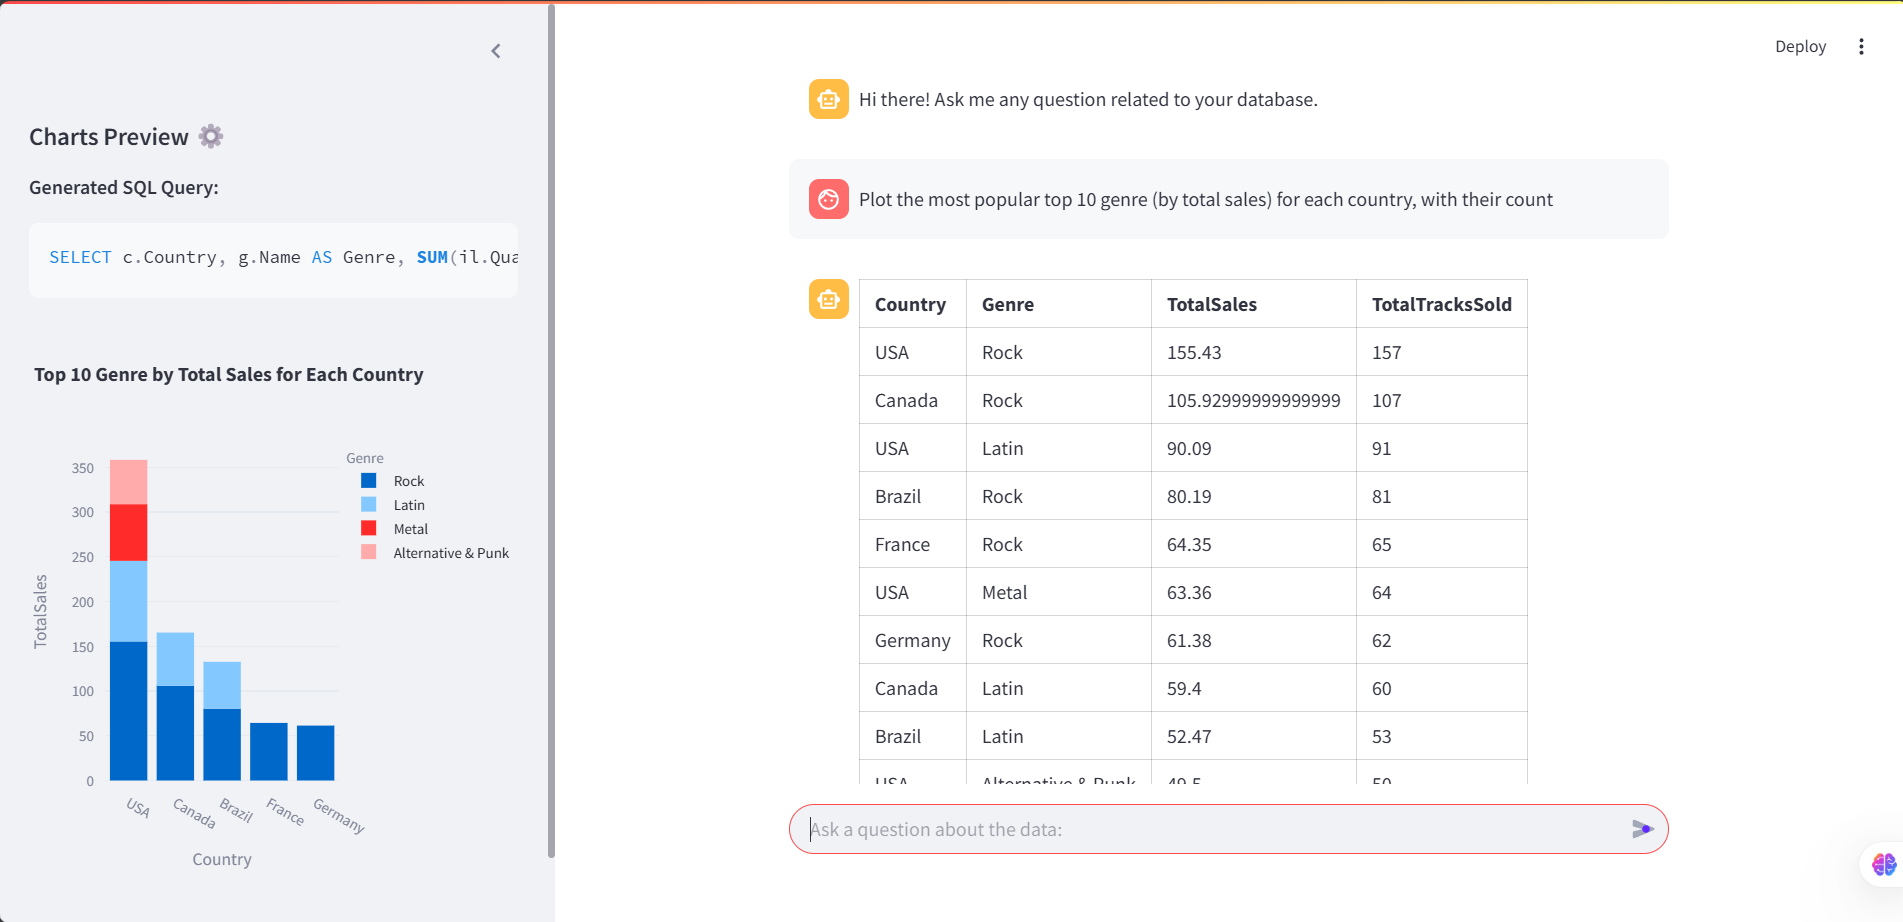 Charts Preview
Generated SQL Query:
SELECT c.Country, g.Name AS Genre, SUM(il.Qua
Top 10 Genre by Total Sales for Each Country
Genre
Rock
Latin
Metal
Alternative & Punk
TotalSales
350
300
250
200
150
100
50
0
USA
Canada
Brazil
France
Germany
Country
Deploy
Hi there! Ask me any question related to your database.
Plot the most popular top 10 genre (by total sales) for each country, with their count
Country Genre TotalSales TotalTracksSold
USA Rock 155.43 157
Canada Rock 105.92999999999999 107
USA Latin 90.09 91
Brazil Rock 80.19 81
France Rock 64.35 65
USA Metal 63.36 64
Germany Rock 61.38 62
Canada Latin 59.4 60
Brazil Latin 52.47 53
USA Alternative & Punk 49.5 50
Ask a question about the data: